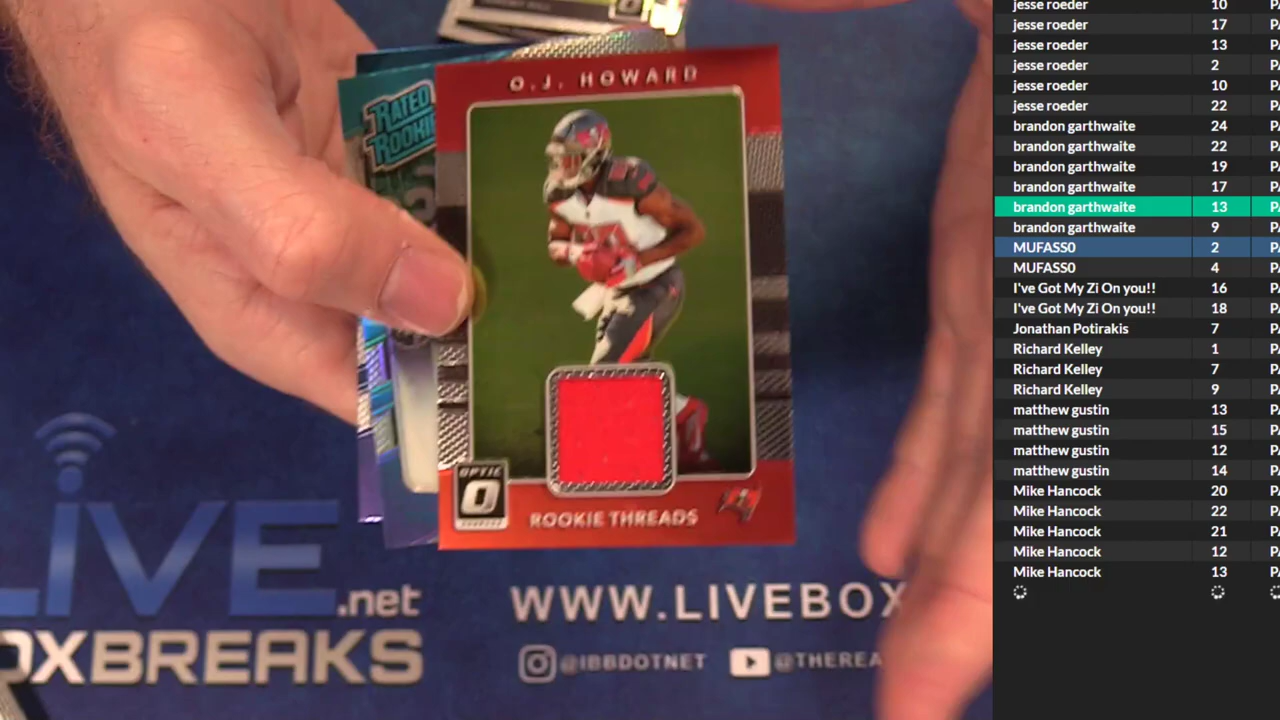 O.J. HOWARD
RATED
ROOKIE
OPTIC
ROOKIE THREADS
LIVE.net
OXBREAKS
WWW.LIVEBOX
@IBBDOTNET
@THEREA
jesse roeder 10
jesse roeder 17
jesse roeder 13
jesse roeder 2
jesse roeder 10
jesse roeder 22
brandon garthwaite 24
brandon garthwaite 22
brandon garthwaite 19
brandon garthwaite 17
brandon garthwaite 13
brandon garthwaite 9
MUFASS0 2
MUFASS0 4
I've Got My Zi On you!! 16
I've Got My Zi On you!! 18
Jonathan Potirakis 7
Richard Kelley 1
Richard Kelley 7
Richard Kelley 9
matthew gustin 13
matthew gustin 15
matthew gustin 12
matthew gustin 14
Mike Hancock 20
Mike Hancock 22
Mike Hancock 21
Mike Hancock 12
Mike Hancock 13